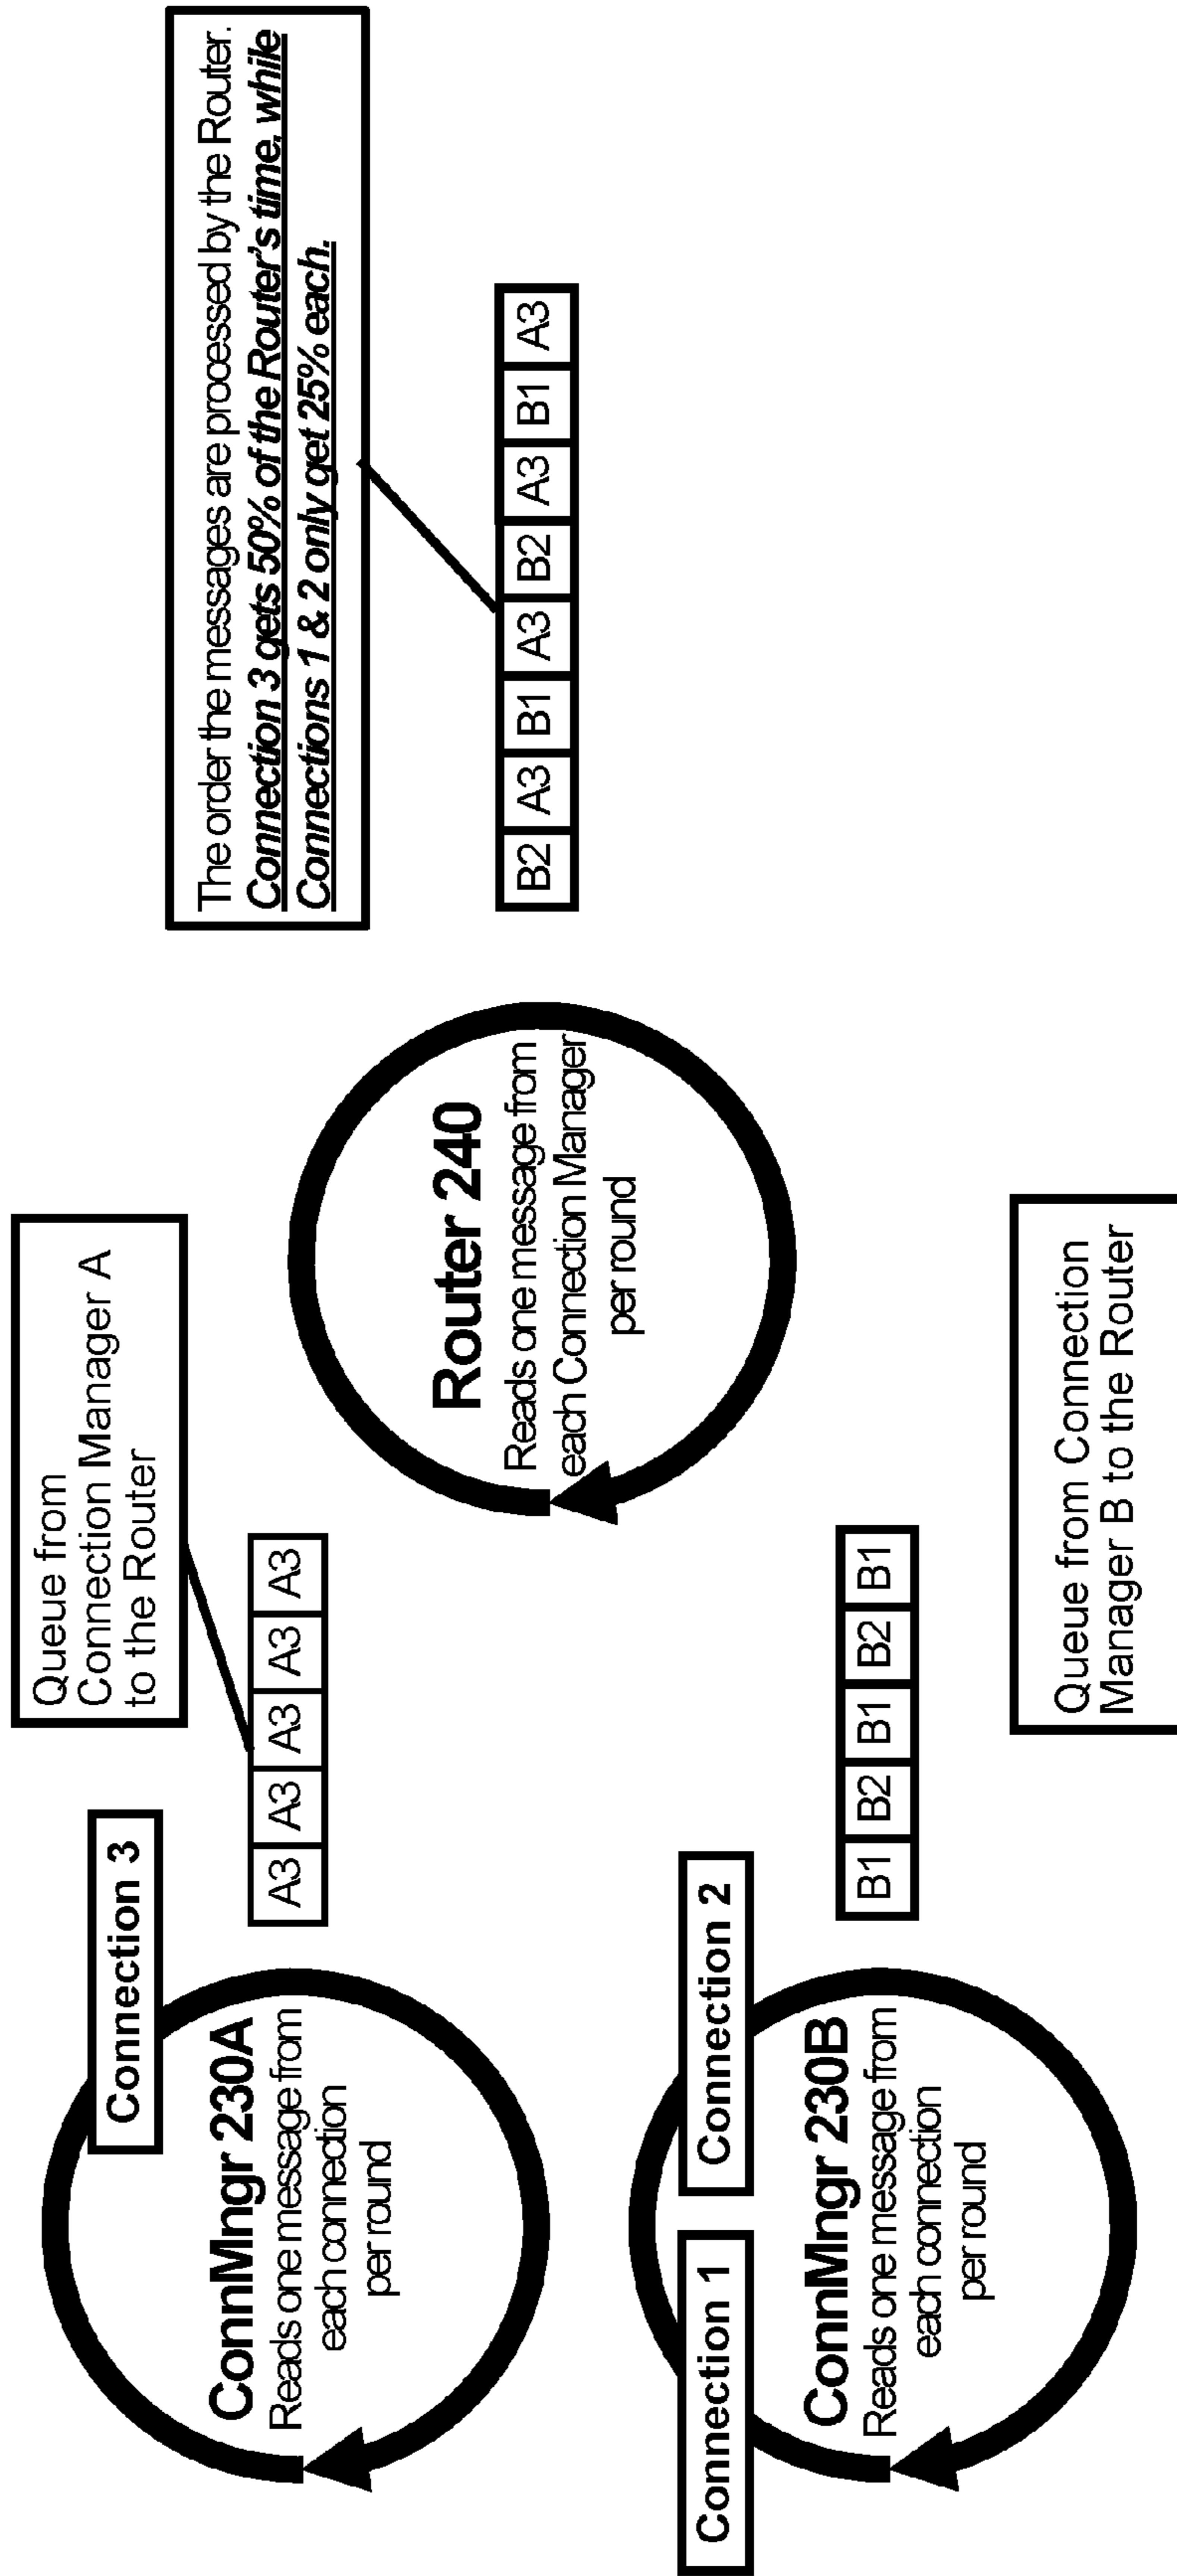 Queue from
Connection Manager A
to the Router
The order the messages are processed by the Router.
Connection 3 gets 50% of the Router's time, while
Connections 1 & 2 only get 25% each.
Connection 3
ConnMngr 230A
Reads one message from
each connection
per round
A3 A3 A3 A3 A3
Router 240
Reads one message from
each Connection Manager
per round
B2 A3 B1 A3 B2 A3 B1 A3
Connection 1
Connection 2
ConnMngr 230B
Reads one message from
each connection
per round
B1 B2 B1 B2 B1
Queue from Connection
Manager B to the Router